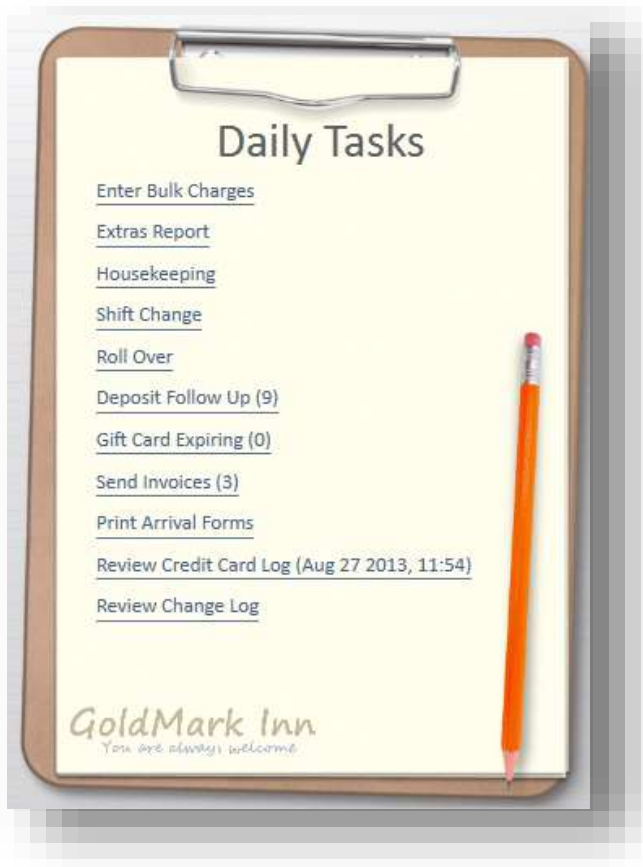 Daily Tasks
Enter Bulk Charges
Extras Report
Housekeeping
Shift Change
Roll Over
Deposit Follow Up (9)
Gift Card Expiring (0)
Send Invoices (3)
Print Arrival Forms
Review Credit Card Log (Aug 27 2013, 11:54)
Review Change Log
GoldMark Inn
You are always welcome